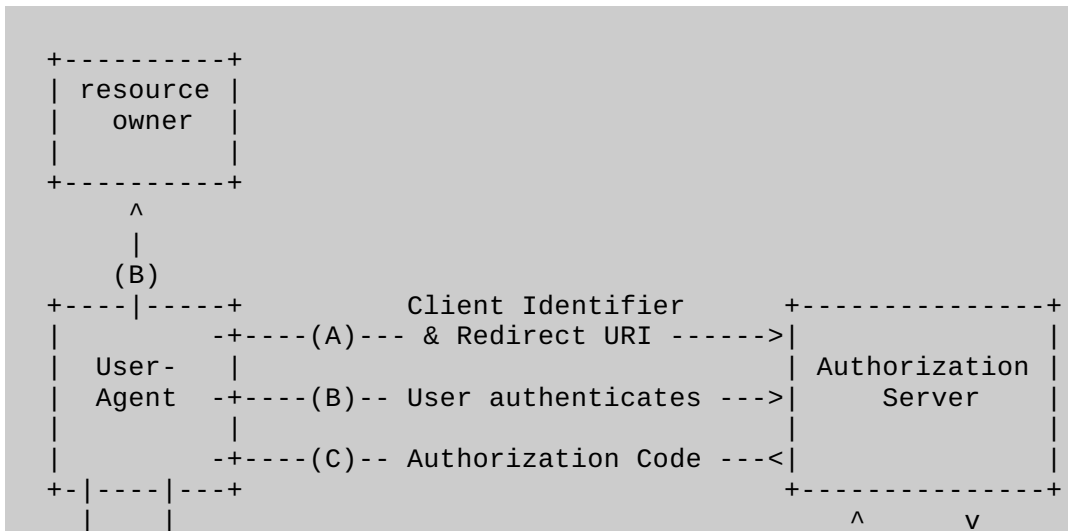 +----------+
| resource |
|   owner  |
|          |
+----------+
     ^
     |
    (B)
+----|-----+          Client Identifier      +---------------+
|         -+----(A)--- & Redirect URI ------>|               |
|  User-   |                                 | Authorization |
|  Agent  -+----(B)-- User authenticates --->|     Server    |
|          |                                 |               |
|         -+----(C)-- Authorization Code ---<|               |
+-|----|---+                                 +---------------+
  |    |                                         ^      v